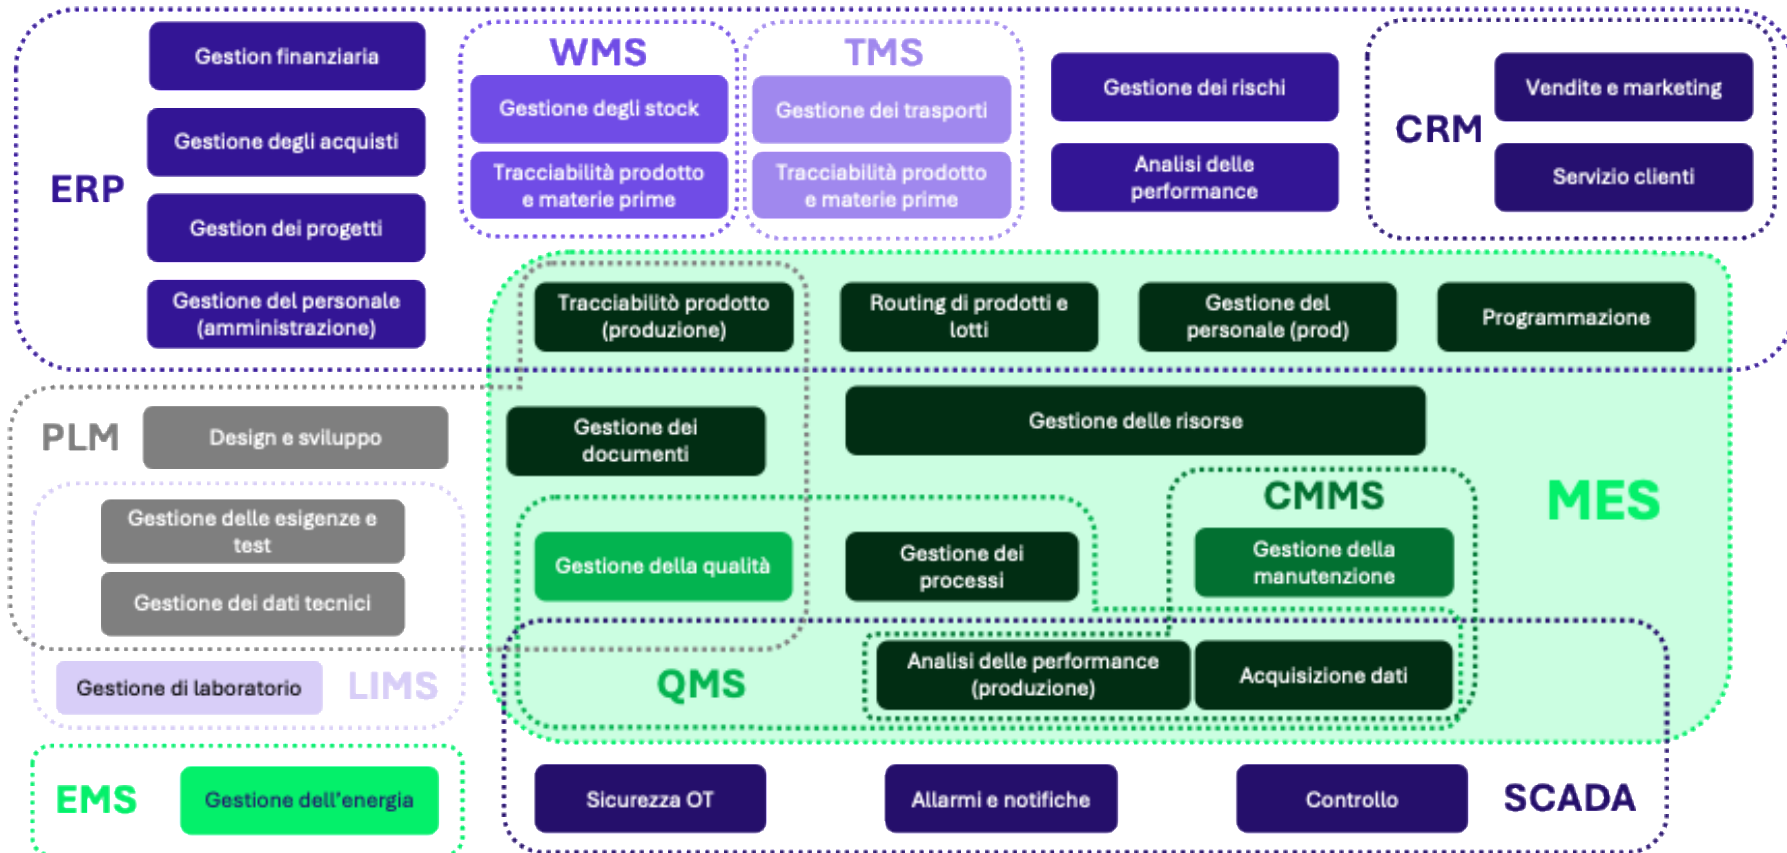 ERP
Gestion finanziaria
Gestione degli acquisti
Gestion dei progetti
Gestione del personale
(amministrazione)
WMS
Gestione degli stock
Tracciabilità prodotto
e materie prime
TMS
Gestione dei trasporti
Tracciabilità prodotto
e materie prime
Gestione dei rischi
Analisi delle
performance
CRM
Vendite e marketing
Servizio clienti
Tracciabilitò prodotto
(produzione)
Routing di prodotti e
lotti
Gestione del
personale (prod)
Programmazione
PLM
Design e sviluppo
Gestione dei
documenti
Gestione delle risorse
MES
Gestione delle esigenze e
test
Gestione dei dati tecnici
Gestione della qualità
Gestione dei
processi
CMMS
Gestione della
manutenzione
Gestione di laboratorio
LIMS
QMS
Analisi delle performance
(produzione)
Acquisizione dati
EMS
Gestione dell'energia
Sicurezza OT
Allarmi e notifiche
Controllo
SCADA